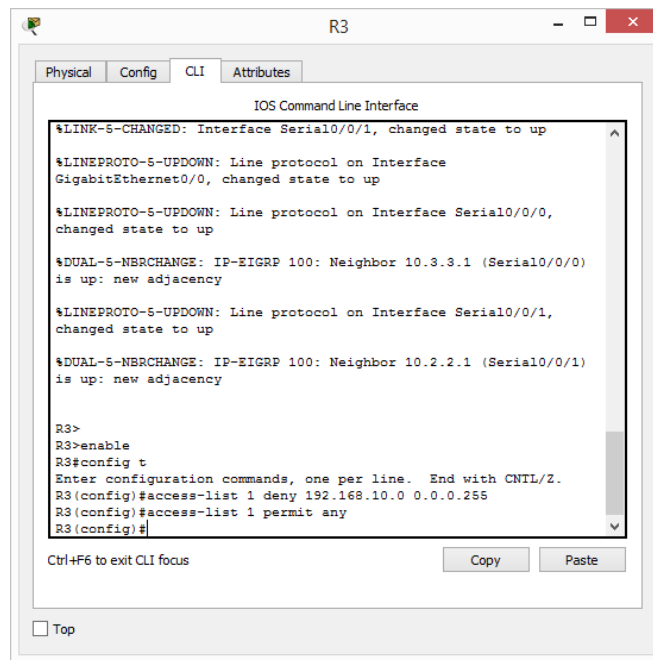 R3
Physical Config CLI Attributes
IOS Command Line Interface
%LINK-5-CHANGED: Interface Serial0/0/1, changed state to up
%LINEPROTO-5-UPDOWN: Line protocol on Interface
GigabitEthernet0/0, changed state to up
%LINEPROTO-5-UPDOWN: Line protocol on Interface Serial0/0/0,
changed state to up
%DUAL-5-NBRCHANGE: IP-EIGRP 100: Neighbor 10.3.3.1 (Serial0/0/0)
is up: new adjacency
%LINEPROTO-5-UPDOWN: Line protocol on Interface Serial0/0/1,
changed state to up
%DUAL-5-NBRCHANGE: IP-EIGRP 100: Neighbor 10.2.2.1 (Serial0/0/1)
is up: new adjacency
R3>
R3>enable
R3#config t
Enter configuration commands, one per line.  End with CNTL/Z.
R3(config)#access-list 1 deny 192.168.10.0 0.0.0.255
R3(config)#access-list 1 permit any
R3(config)#
Ctrl+F6 to exit CLI focus
Copy Paste
Top